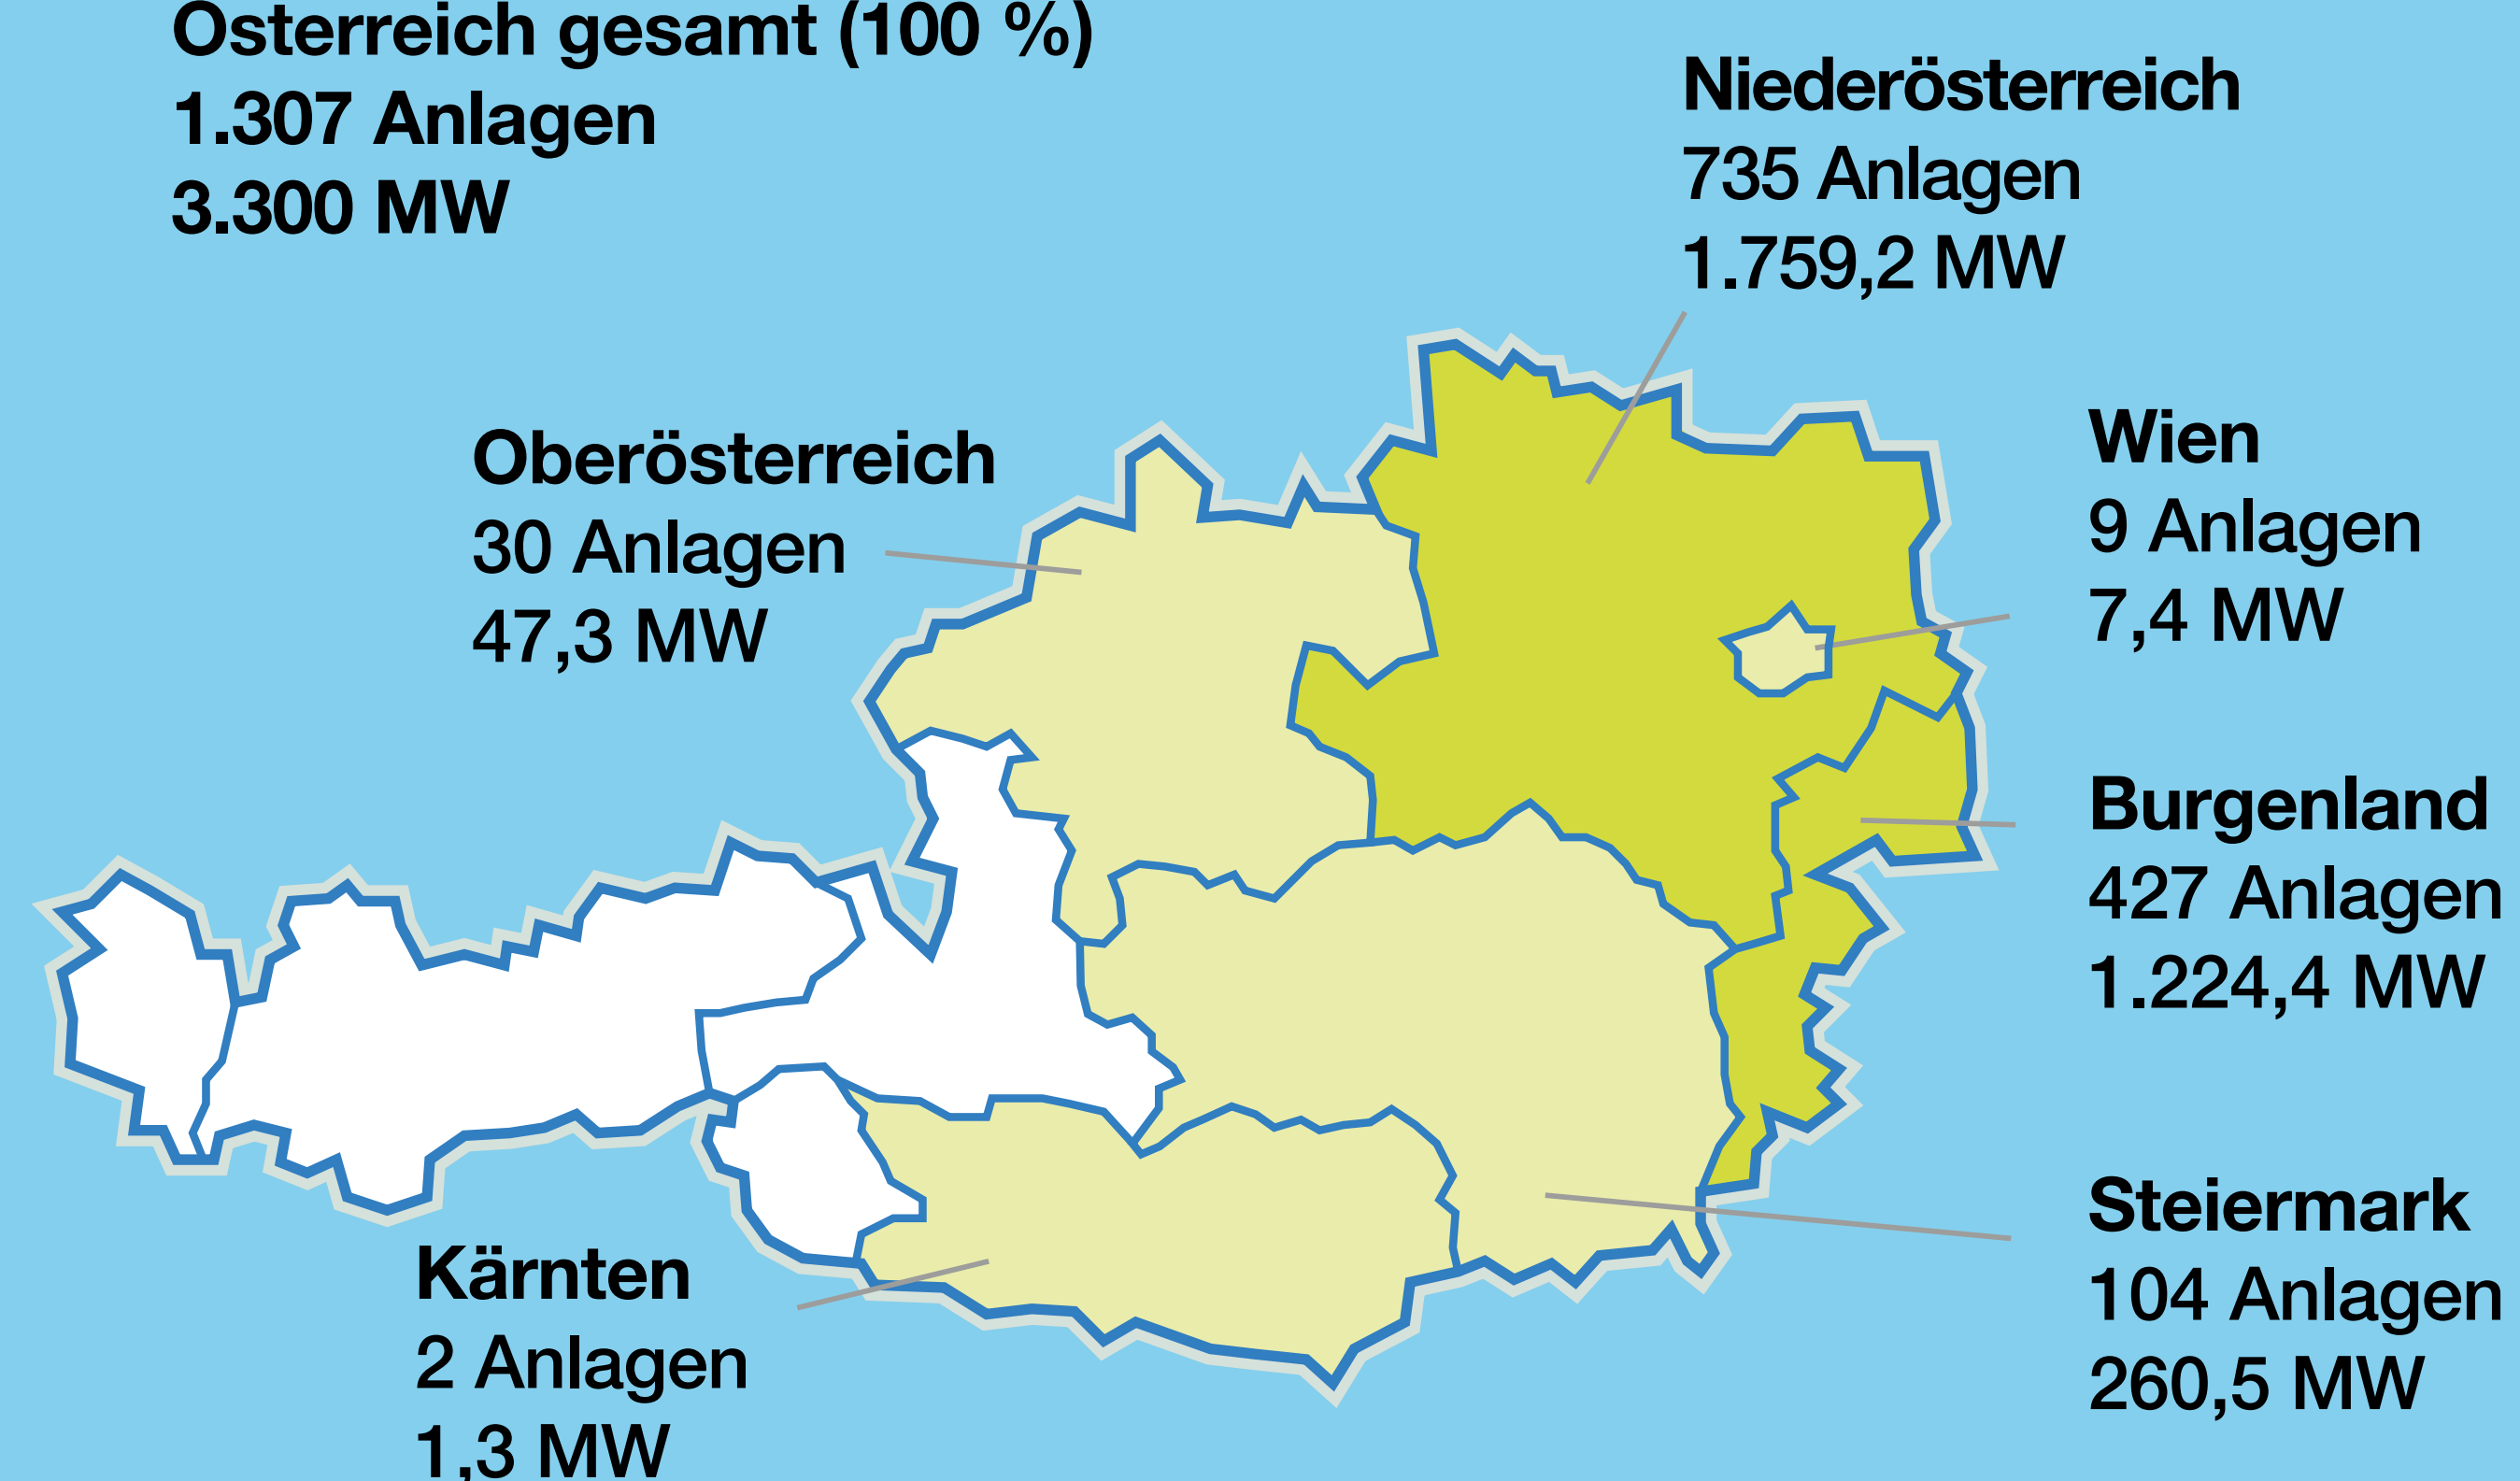 Österreich gesamt (100 %)
1.307 Anlagen
3.300 MW
Niederösterreich
735 Anlagen
1.759,2 MW
Oberösterreich
30 Anlagen
47,3 MW
Wien
9 Anlagen
7,4 MW
Burgenland
427 Anlagen
1.224,4 MW
Steiermark
104 Anlagen
260,5 MW
Kärnten
2 Anlagen
1,3 MW